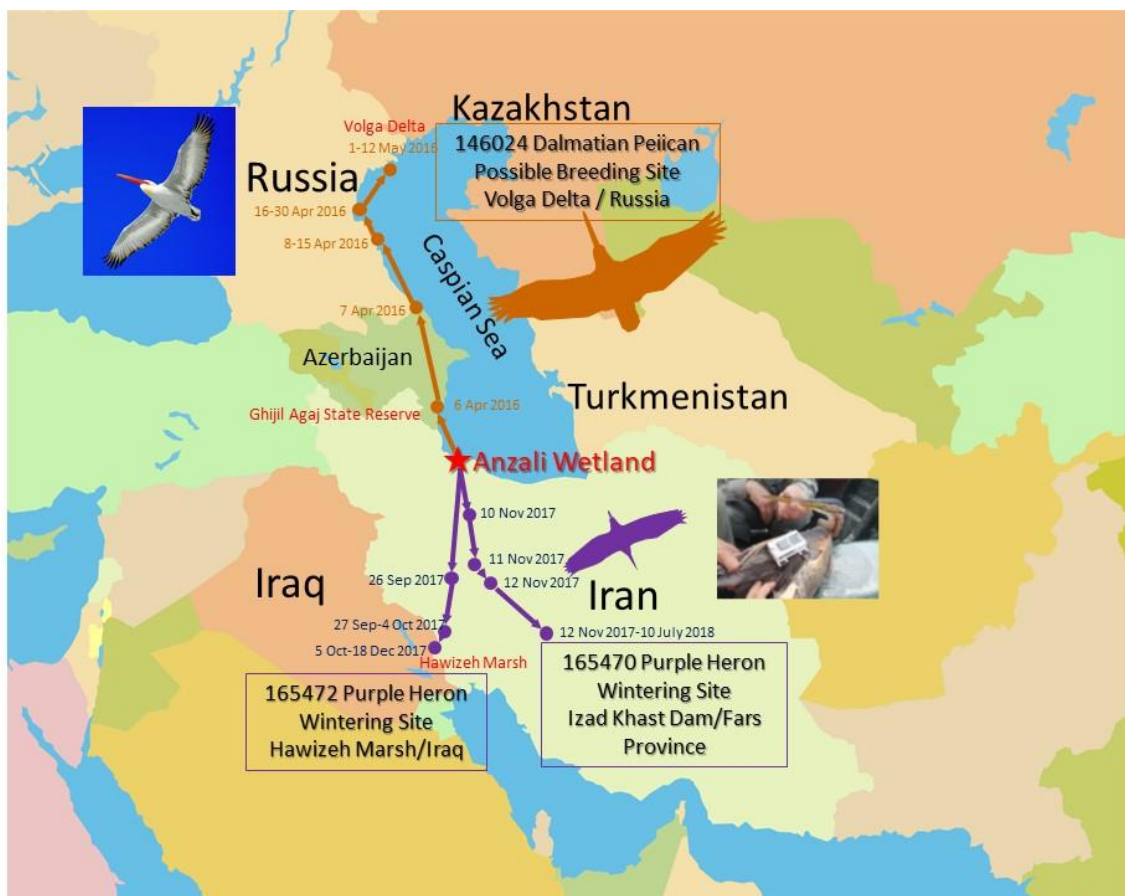 Kazakhstan
Volga Delta
1-12 May 2016
146024 Dalmatian Peiican
Possible Breeding Site
Volga Delta / Russia
Russia
16-30 Apr 2016
8-15 Apr 2016
Caspian Sea
7 Apr 2016
Azerbaijan
Turkmenistan
6 Apr 2016
Ghijil Agaj State Reserve
Anzali Wetland
10 Nov 2017
11 Nov 2017
26 Sep 2017
12 Nov 2017
Iraq
Iran
27 Sep-4 Oct 2017
12 Nov 2017-10 July 2018
5 Oct-18 Dec 2017
Hawizeh Marsh
165472 Purple Heron
Wintering Site
Hawizeh Marsh/Iraq
165470 Purple Heron
Wintering Site
Izad Khast Dam/Fars
Province